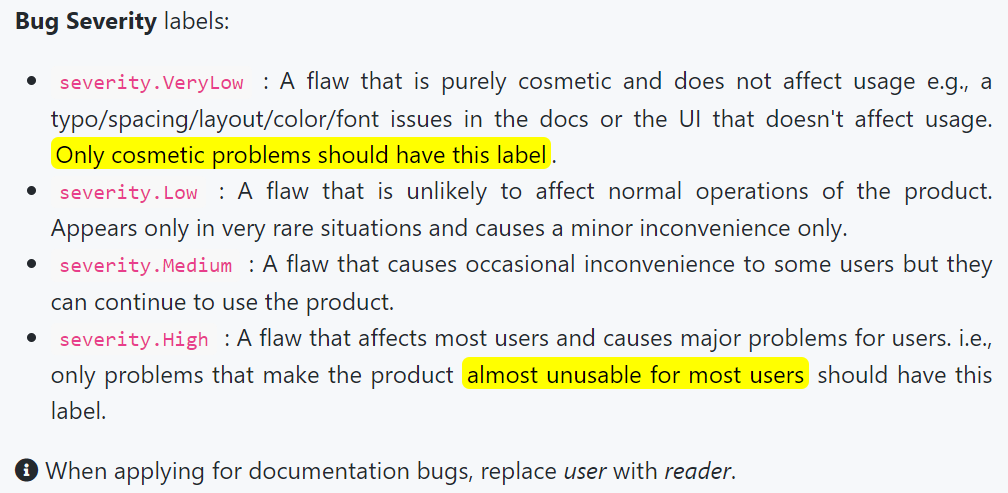 Bug Severity labels:
• severity.VeryLow : A flaw that is purely cosmetic and does not affect usage e.g., a
typo/spacing/layout/color/font issues in the docs or the UI that doesn't affect usage.
Only cosmetic problems should have this label.
• severity.Low : A flaw that is unlikely to affect normal operations of the product.
Appears only in very rare situations and causes a minor inconvenience only.
• severity.Medium : A flaw that causes occasional inconvenience to some users but they
can continue to use the product.
• severity.High : A flaw that affects most users and causes major problems for users. i.e.,
only problems that make the product almost unusable for most users should have this
label.
When applying for documentation bugs, replace user with reader.